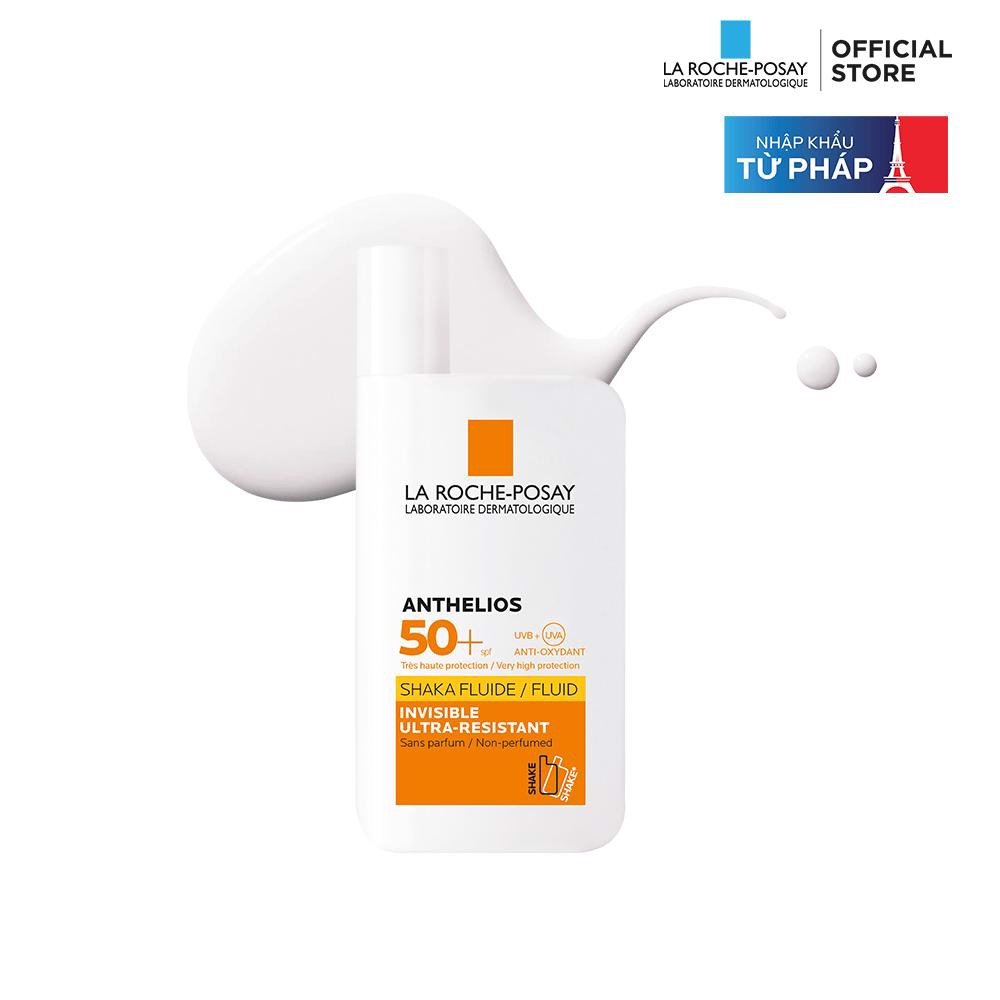 LA ROCHE-POSAY
LABORATOIRE DERMATOLOGIQUE
OFFICIAL
STORE
NHẬP KHẨU
TỪ PHÁP
LA ROCHE-POSAY
LABORATOIRE DERMATOLOGIQUE
ANTHELIOS
50+ spf
UVB + UVA
ANTI-OXYDANT
Très haute protection / Very high protection
SHAKA FLUIDE / FLUID
INVISIBLE
ULTRA-RESISTANT
Sans parfum / Non-perfumed
SHAKE
SHAKE®